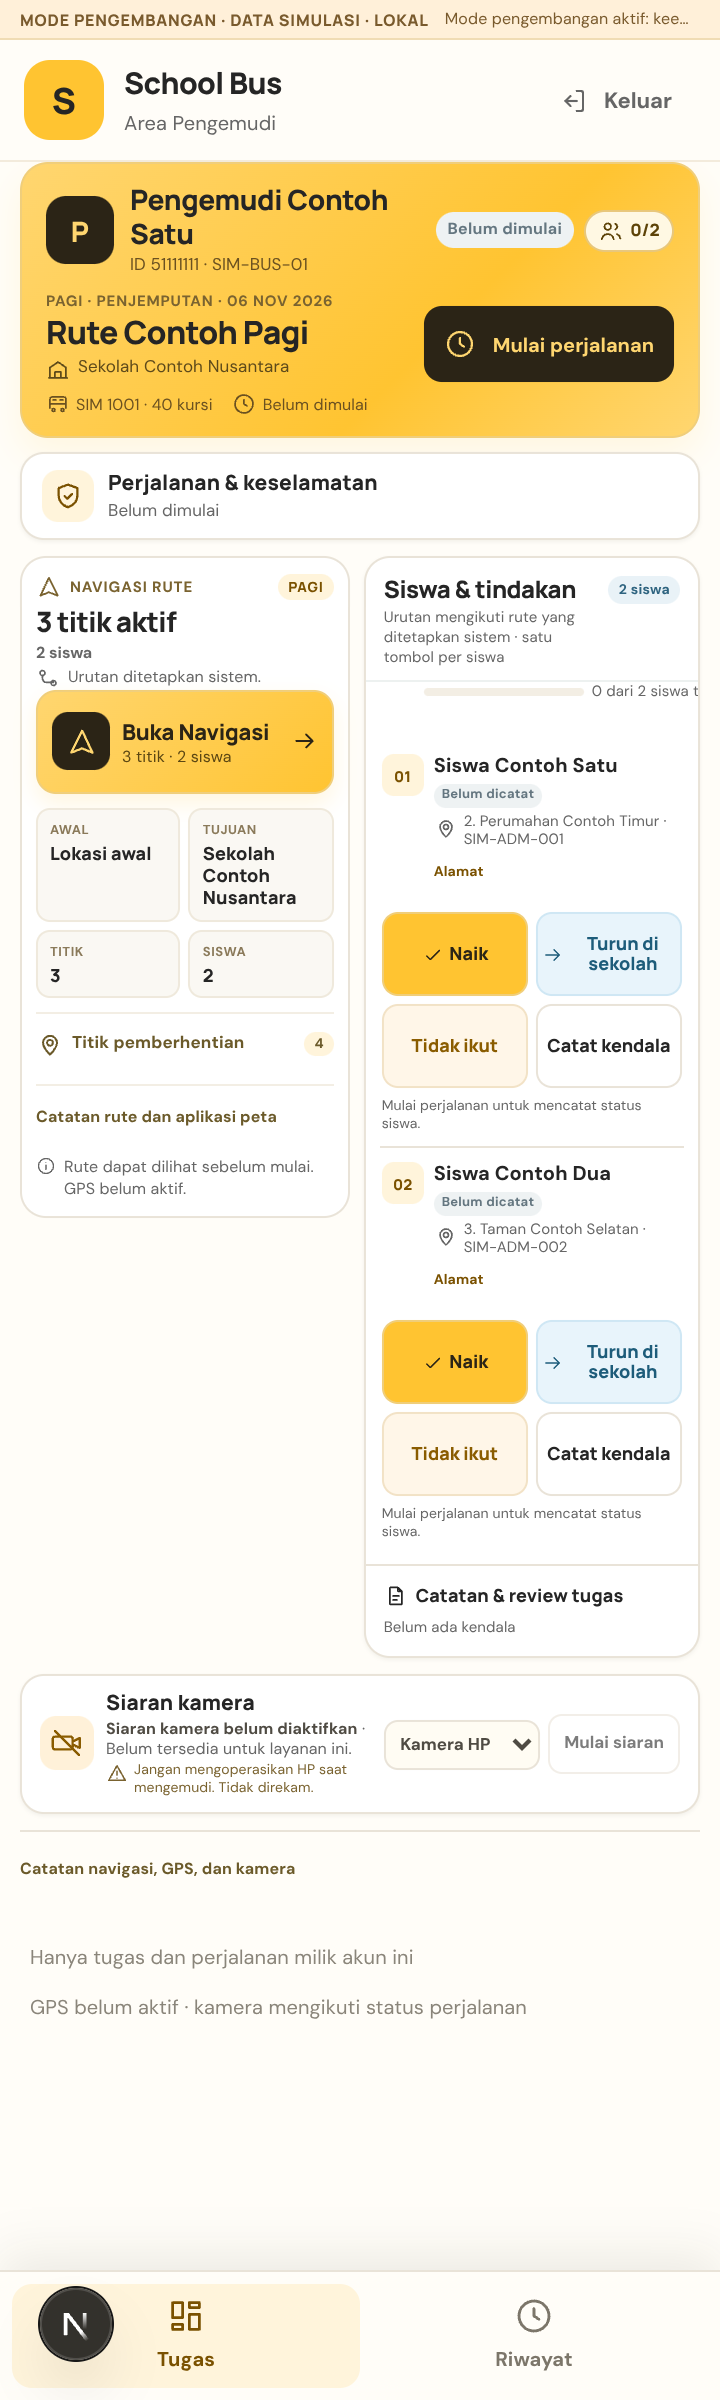 MODE PENGEMBANGAN · DATA SIMULASI · LOKAL
Mode pengembangan aktif: kee...
S
School Bus
Area Pengemudi
Keluar
P
Pengemudi Contoh
Satu
ID 51111111 · SIM-BUS-01
Belum dimulai
0/2
PAGI · PENJEMPUTAN · 06 NOV 2026
Rute Contoh Pagi
Sekolah Contoh Nusantara
SIM 1001 · 40 kursi
Belum dimulai
Mulai perjalanan
Perjalanan & keselamatan
Belum dimulai
NAVIGASI RUTE
PAGI
3 titik aktif
2 siswa
Urutan ditetapkan sistem.
Buka Navigasi
3 titik · 2 siswa
AWAL
Lokasi awal
TUJUAN
Sekolah
Contoh
Nusantara
TITIK
3
SISWA
2
Titik pemberhentian
4
Catatan rute dan aplikasi peta
Rute dapat dilihat sebelum mulai.
GPS belum aktif.
Siswa & tindakan
2 siswa
Urutan mengikuti rute yang
ditetapkan sistem · satu
tombol per siswa
0 dari 2 siswa t
01
Siswa Contoh Satu
Belum dicatat
2. Perumahan Contoh Timur ·
SIM-ADM-001
Alamat
Naik
Turun di
sekolah
Tidak ikut
Catat kendala
Mulai perjalanan untuk mencatat status
siswa.
02
Siswa Contoh Dua
Belum dicatat
3. Taman Contoh Selatan ·
SIM-ADM-002
Alamat
Naik
Turun di
sekolah
Tidak ikut
Catat kendala
Mulai perjalanan untuk mencatat status
siswa.
Catatan & review tugas
Belum ada kendala
Siaran kamera
Siaran kamera belum diaktifkan ·
Belum tersedia untuk layanan ini.
Jangan mengoperasikan HP saat
mengemudi. Tidak direkam.
Kamera HP
Mulai siaran
Catatan navigasi, GPS, dan kamera
Hanya tugas dan perjalanan milik akun ini
GPS belum aktif · kamera mengikuti status perjalanan
N
Tugas
Riwayat